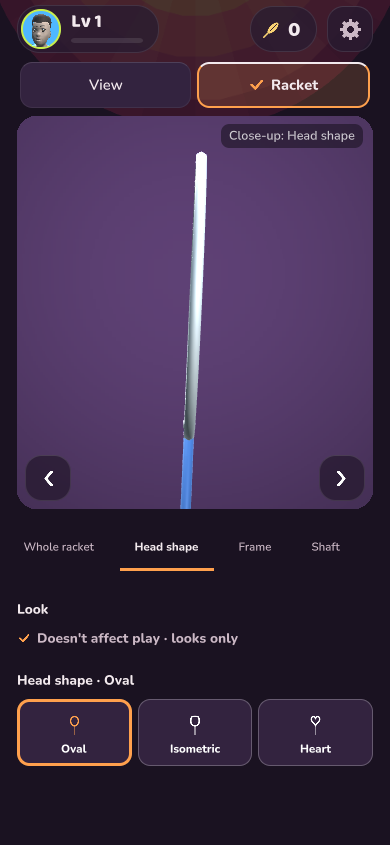 Lv 1
0
View
Racket
Close-up: Head shape
Whole racket
Head shape
Frame
Shaft
Look
Doesn't affect play · looks only
Head shape · Oval
Oval
Isometric
Heart